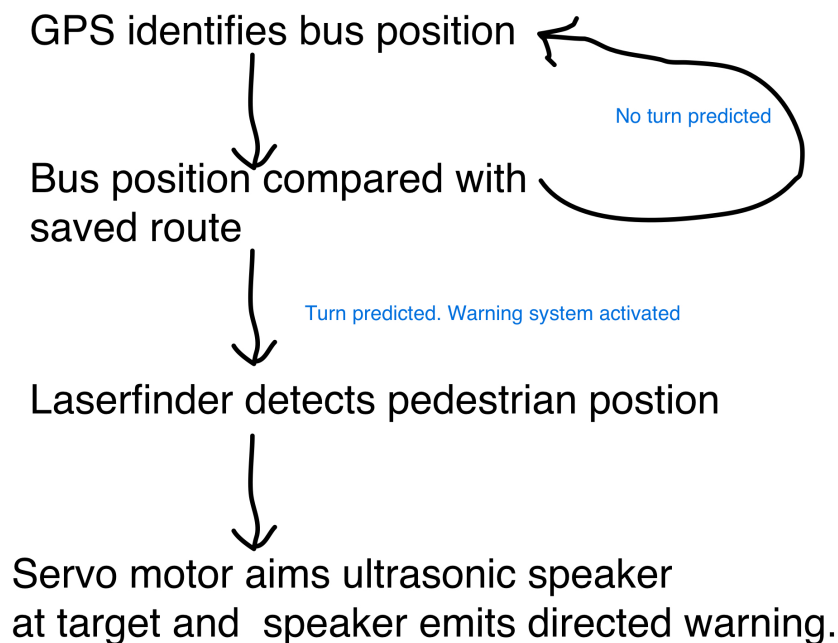 GPS identifies bus position
No turn predicted
Bus position compared with
saved route
Turn predicted. Warning system activated
Laserfinder detects pedestrian postion
Servo motor aims ultrasonic speaker
at target and  speaker emits directed warning.